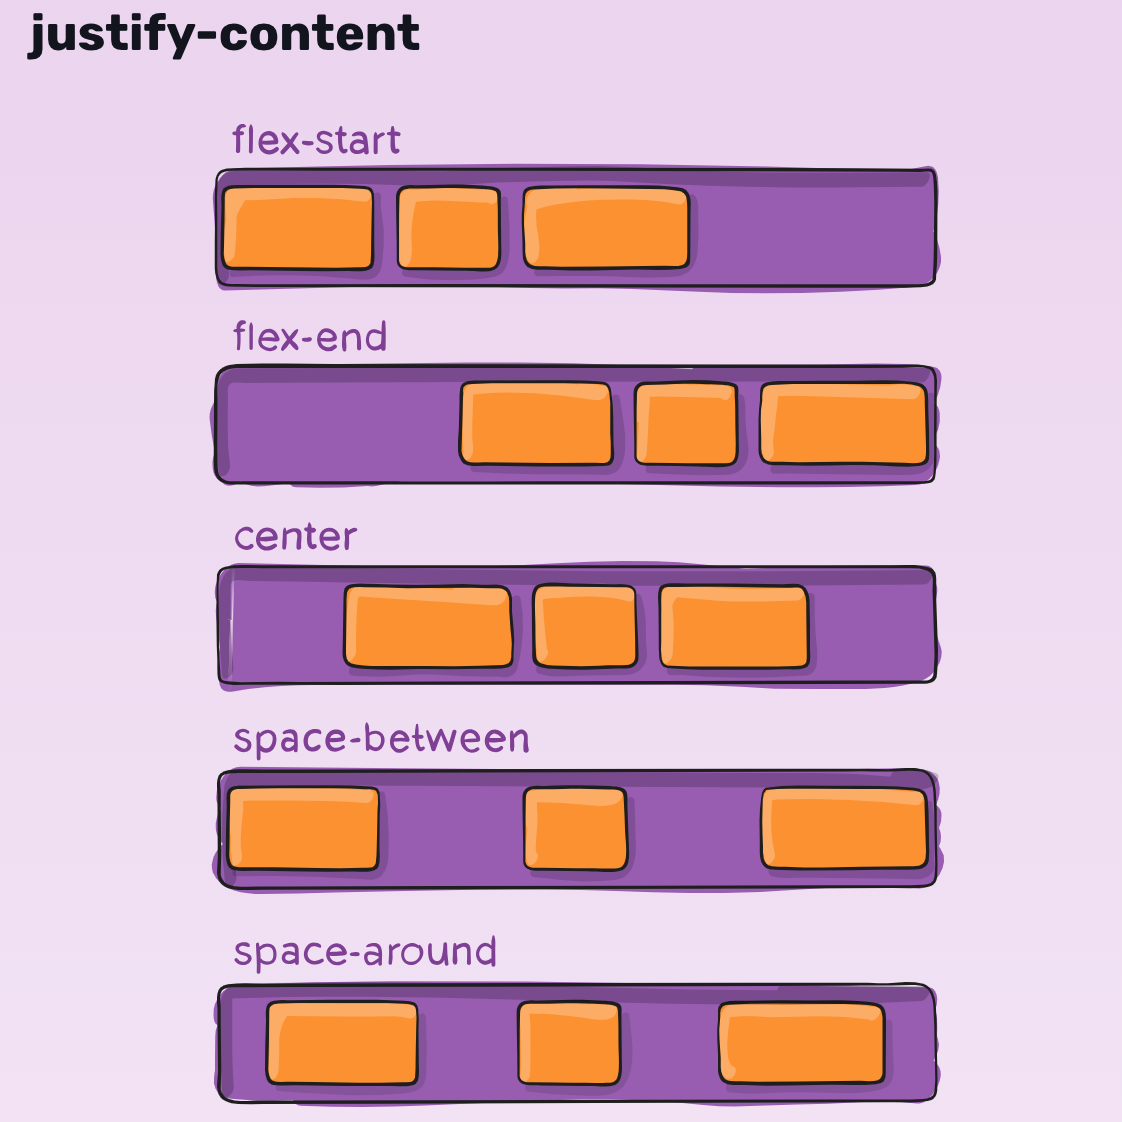 justify-content
flex-start
flex-end
center
space-between
space-around